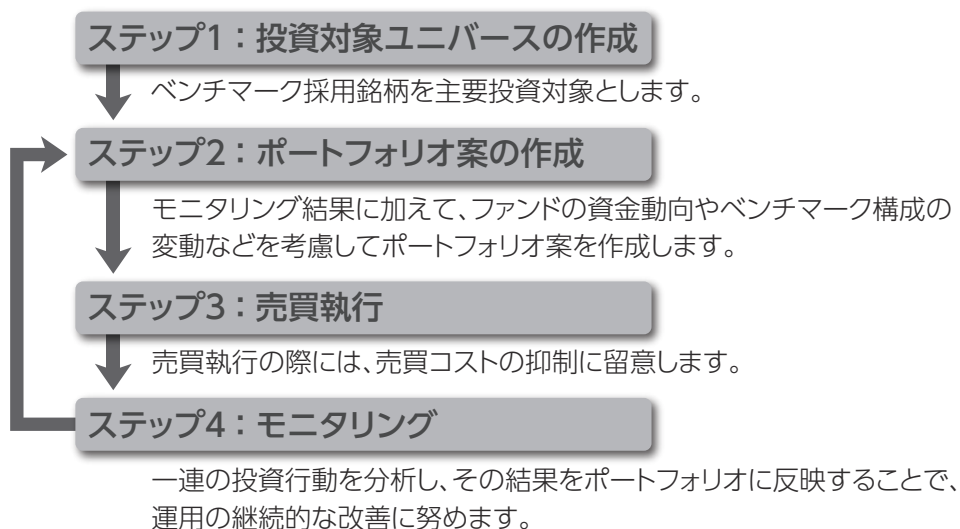 ステップ1：投資対象ユニバースの作成
ベンチマーク採用銘柄を主要投資対象とします。
ステップ2：ポートフォリオ案の作成
モニタリング結果に加えて、ファンドの資金動向やベンチマーク構成の
変動などを考慮してポートフォリオ案を作成します。
ステップ3：売買執行
売買執行の際には、売買コストの抑制に留意します。
ステップ4：モニタリング
一連の投資行動を分析し、その結果をポートフォリオに反映することで、
運用の継続的な改善に努めます。